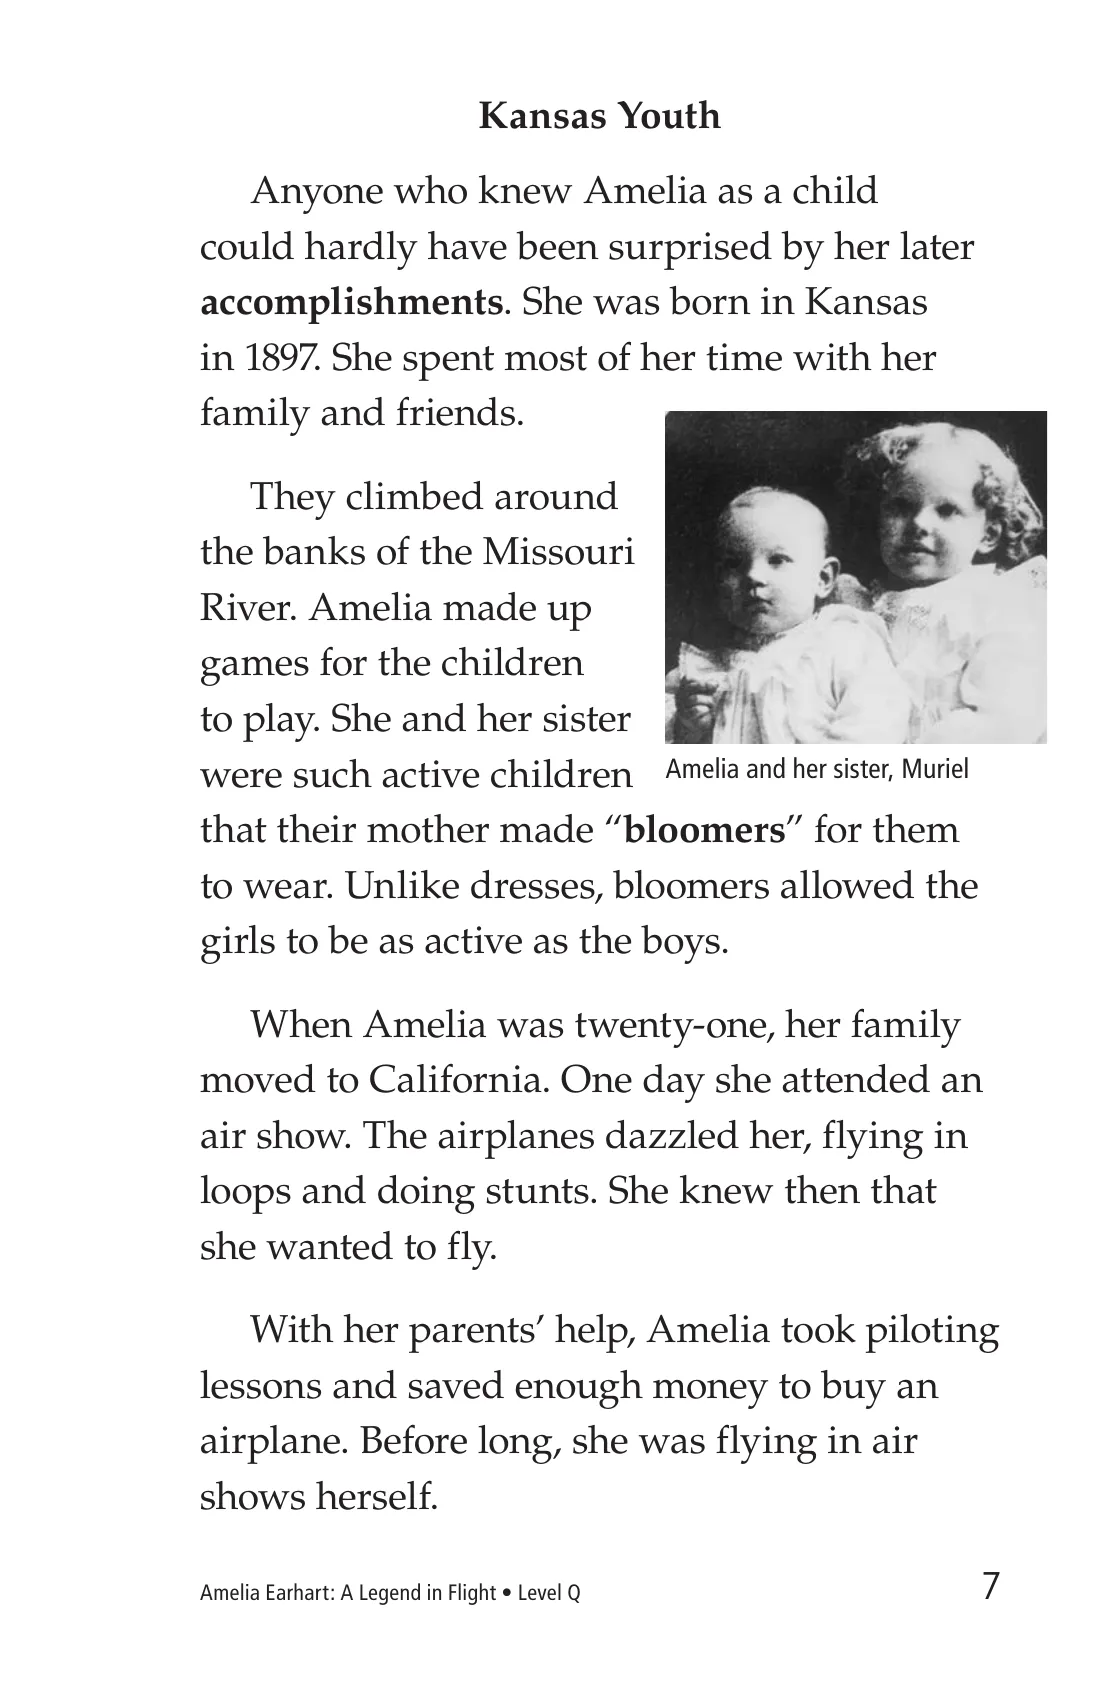 Kansas Youth
Anyone who knew Amelia as a child
could hardly have been surprised by her later
accomplishments. She was born in Kansas
in 1897. She spent most of her time with her
family and friends.
They climbed around
the banks of the Missouri
River. Amelia made up
games for the children
to play. She and her sister
were such active children
that their mother made “bloomers” for them
to wear. Unlike dresses, bloomers allowed the
girls to be as active as the boys.
Amelia and her sister, Muriel
When Amelia was twenty-one, her family
moved to California. One day she attended an
air show. The airplanes dazzled her, flying in
loops and doing stunts. She knew then that
she wanted to fly.
With her parents’ help, Amelia took piloting
lessons and saved enough money to buy an
airplane. Before long, she was flying in air
shows herself.
Amelia Earhart: A Legend in Flight • Level Q
7